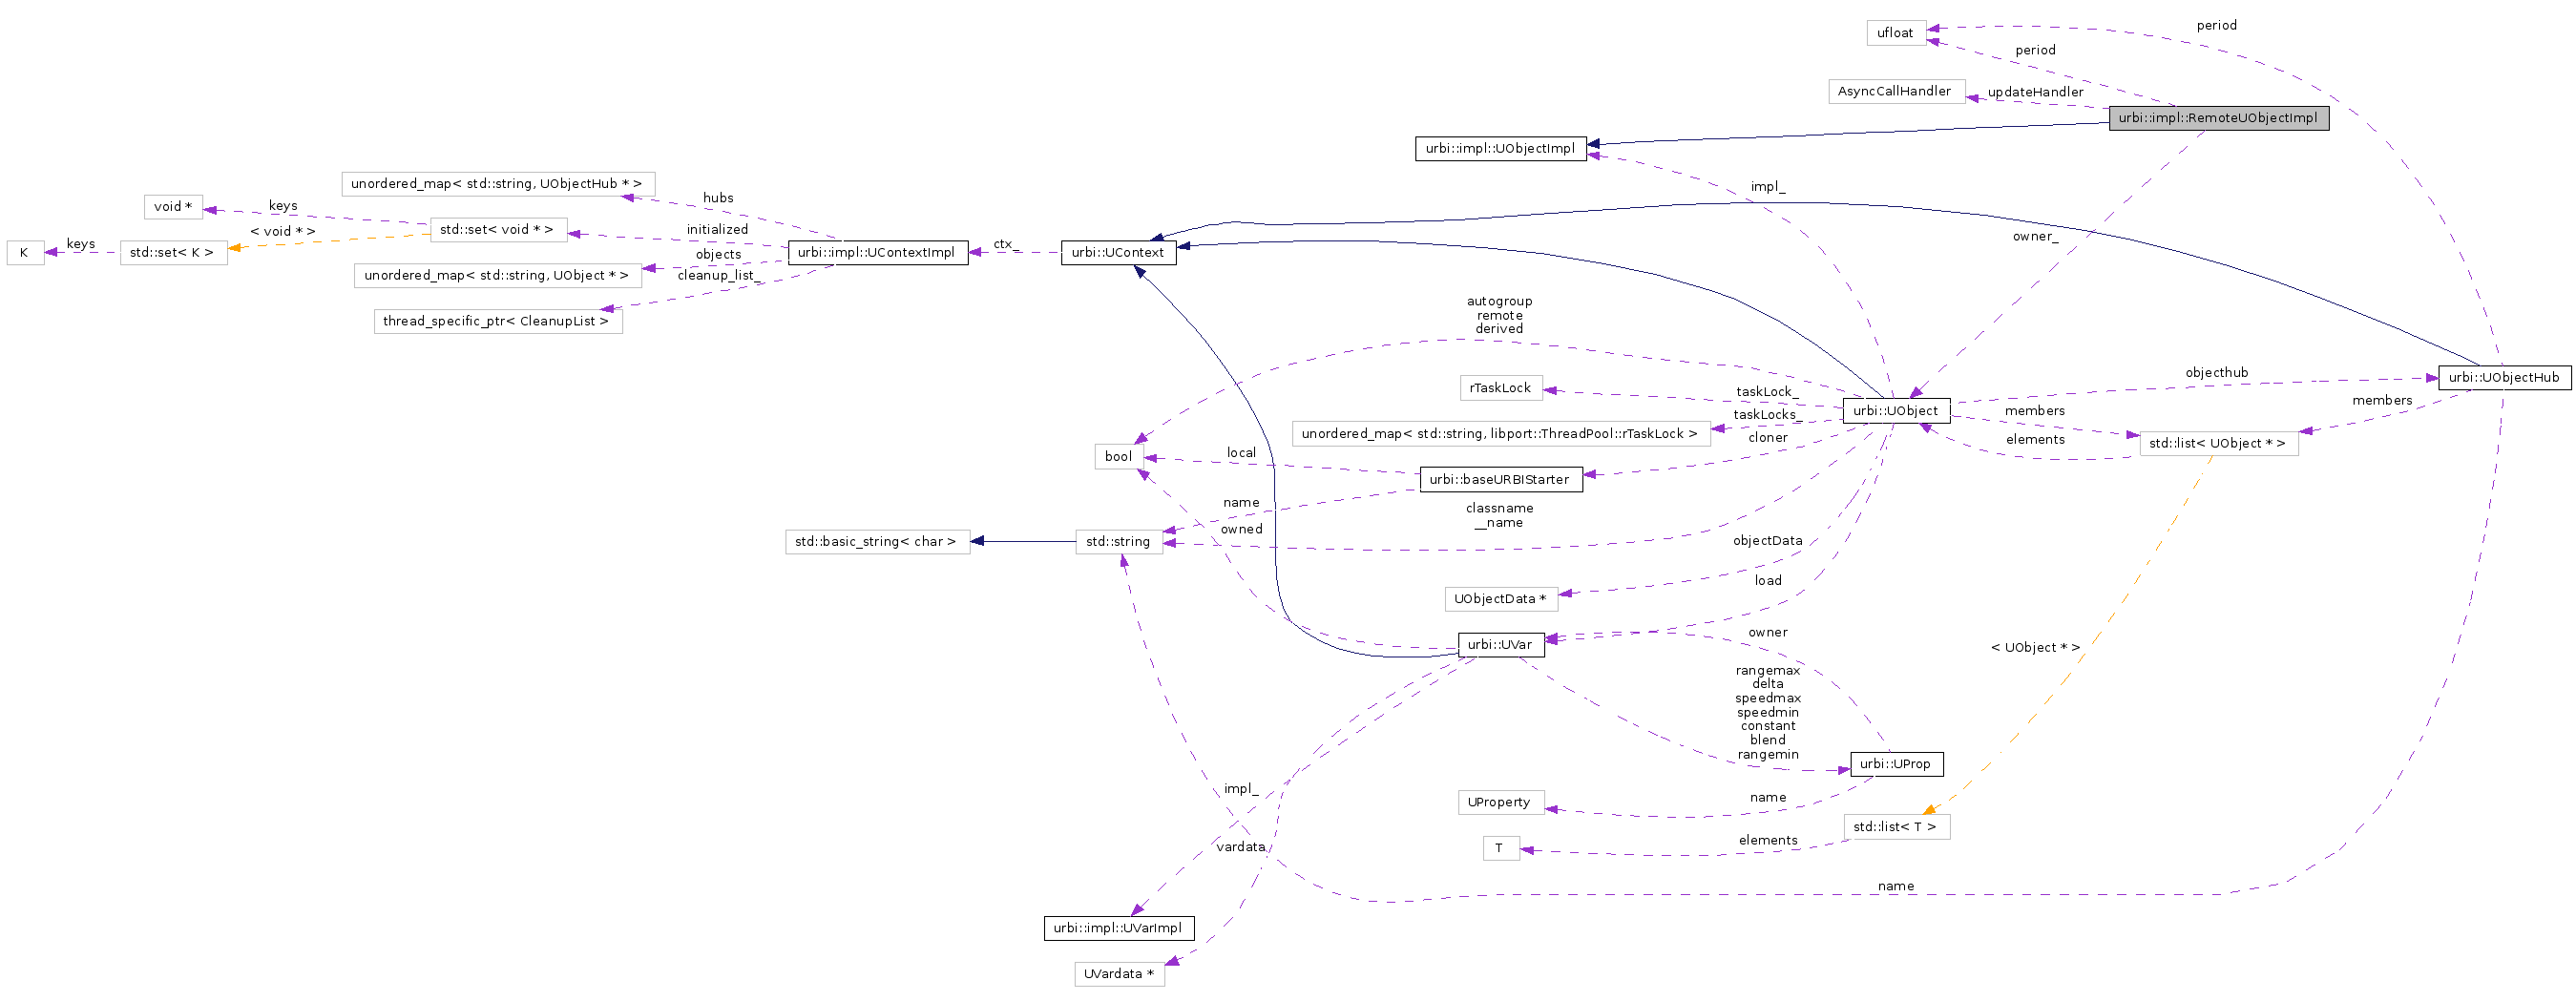 period
ufloat
period
AsyncCallHandler
updateHandler
urbi::impl::RemoteUObjectImpl
urbi::impl::UObjectImpl
unordered_map< std::string, UObjectHub * >
impl_
hubs
void *
keys
std::set< void * >
initialized
< void * >
owner_
K
keys
std::set< K >
objects
urbi::impl::UContextImpl
ctx_
urbi::UContext
unordered_map< std::string, UObject * >
cleanup_list_
thread_specific_ptr< CleanupList >
autogroup
remote
derived
rTaskLock
taskLock_
objecthub
urbi::UObjectHub
members
unordered_map< std::string, libport::ThreadPool::rTaskLock >
taskLocks_
urbi::UObject
members
cloner
elements
std::list< UObject * >
bool
local
urbi::baseURBIStarter
name
classname
__name
owned
std::basic_string< char >
std::string
objectData
load
UObjectData *
urbi::UVar
owner
< UObject * >
rangemax
delta
speedmax
speedmin
constant
blend
rangemin
urbi::UProp
impl_
UProperty
name
std::list< T >
vardata
T
elements
name
urbi::impl::UVarImpl
UVardata *